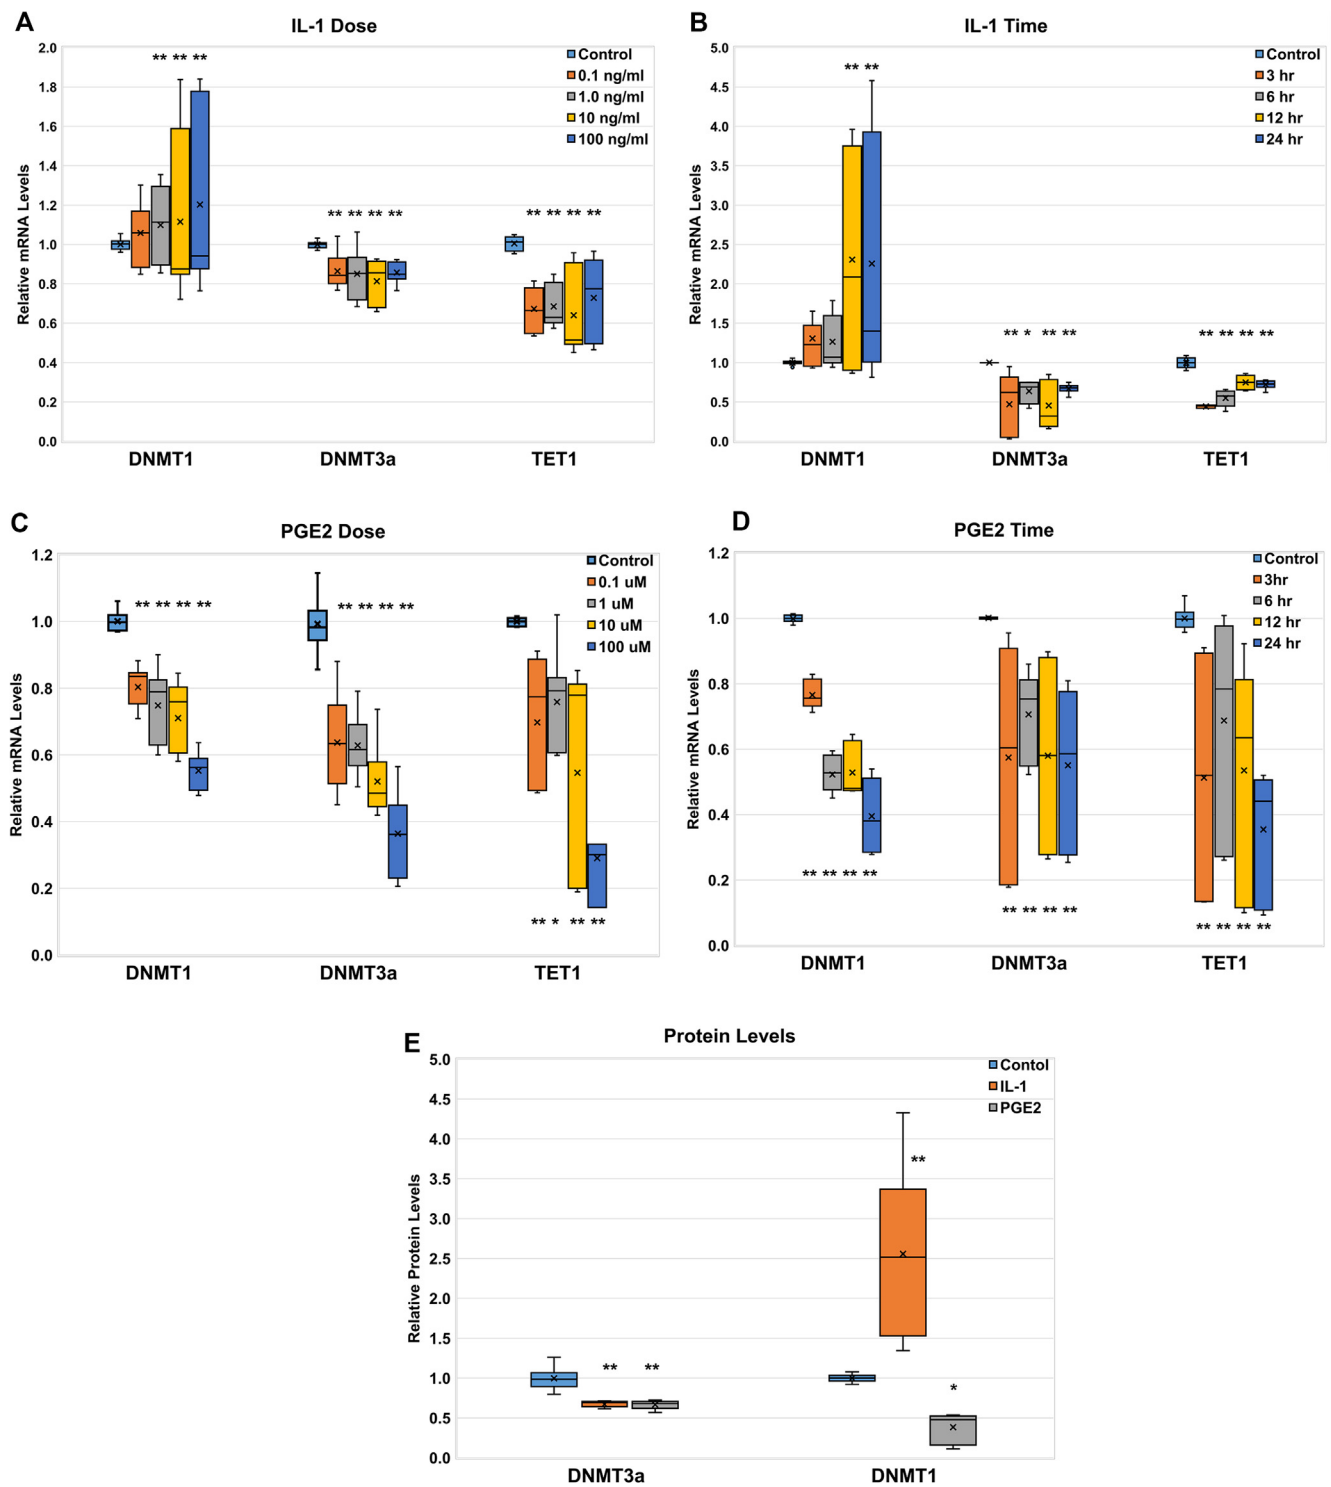 A
IL-1 Dose
2.0
1.8
1.6
1.4
1.2
1.0
0.8
0.6
0.4
0.2
0.0
Relative mRNA Levels
** ** **
** ** ** **
** ** ** **
Control
0.1 ng/ml
1.0 ng/ml
10 ng/ml
100 ng/ml
DNMT1 DNMT3a TET1
B
IL-1 Time
5.0
4.5
4.0
3.5
3.0
2.5
2.0
1.5
1.0
0.5
0.0
Relative mRNA Levels
** **
** * ** **
** ** ** **
Control
3 hr
6 hr
12 hr
24 hr
DNMT1 DNMT3a TET1
C
PGE2 Dose
1.2
1.0
0.8
0.6
0.4
0.2
0.0
Relative mRNA Levels
** ** ** **
** ** ** **
** * ** **
Control
0.1 uM
1 uM
10 uM
100 uM
DNMT1 DNMT3a TET1
D
PGE2 Time
1.2
1.0
0.8
0.6
0.4
0.2
0.0
Relative mRNA Levels
** ** ** **
** ** ** **
** ** ** **
Control
3hr
6 hr
12 hr
24 hr
DNMT1 DNMT3a TET1
E
Protein Levels
5.0
4.5
4.0
3.5
3.0
2.5
2.0
1.5
1.0
0.5
0.0
Relative Protein Levels
** **
**
*
Contol
IL-1
PGE2
DNMT3a DNMT1